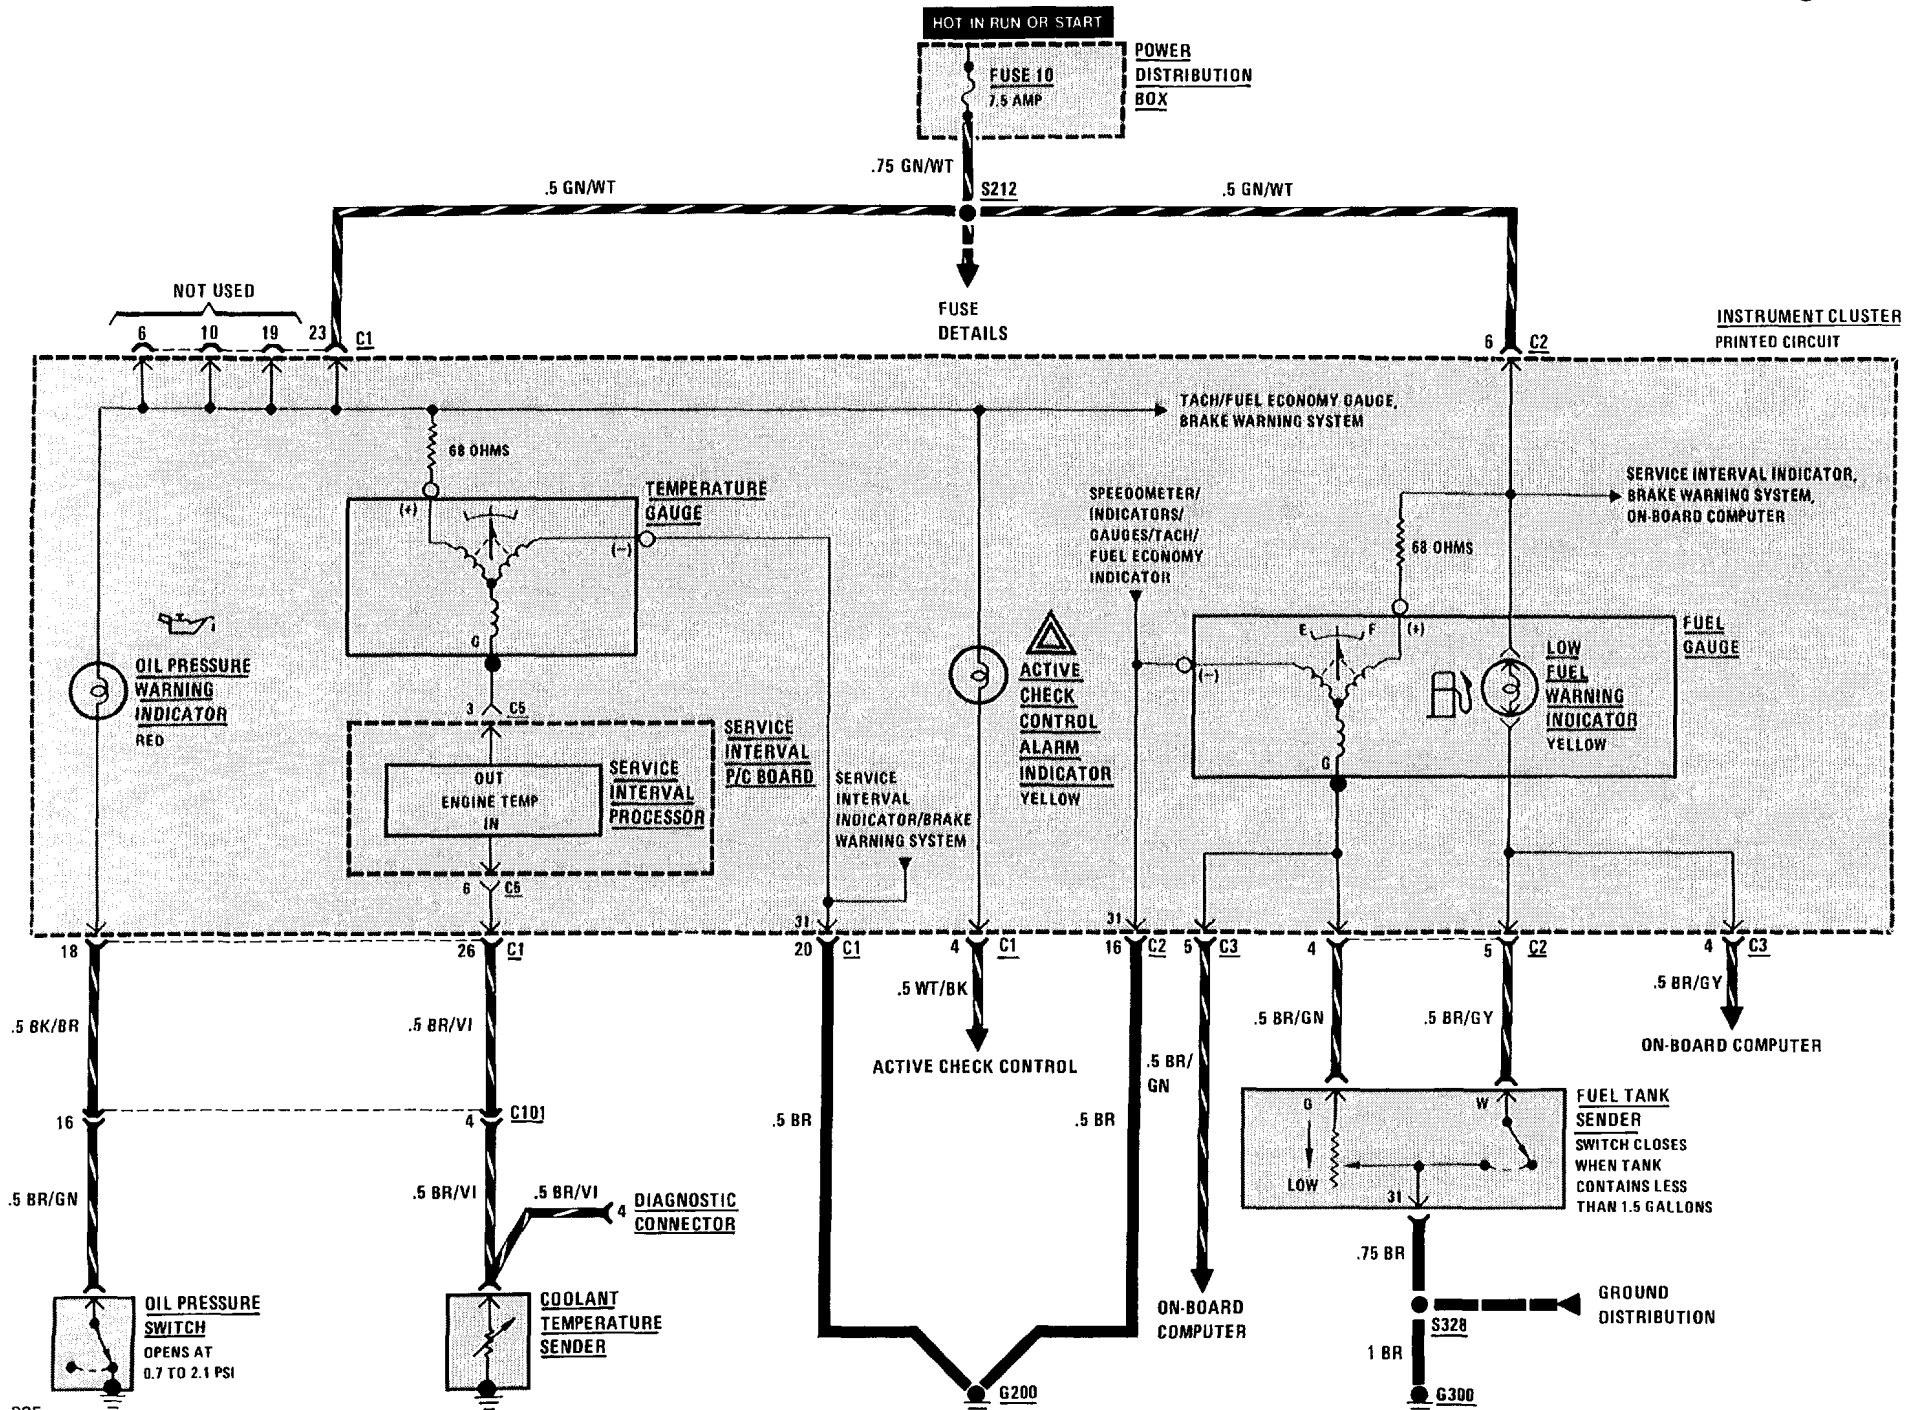 HOT IN RUN OR START
POWER
DISTRIBUTION
BOX
FUSE 10
7.5 AMP
.75 GN/WT
S212
.5 GN/WT
.5 GN/WT
FUSE
DETAILS
NOT USED
6
10
19
23
C1
6
C2
INSTRUMENT CLUSTER
PRINTED CIRCUIT
TACH/FUEL ECONOMY GAUGE,
BRAKE WARNING SYSTEM
68 OHMS
TEMPERATURE
GAUGE
(+)
(-)
G
SPEEDOMETER/
INDICATORS/
GAUGES/TACH/
FUEL ECONOMY
INDICATOR
SERVICE INTERVAL INDICATOR,
BRAKE WARNING SYSTEM,
ON-BOARD COMPUTER
68 OHMS
E
F
(+)
(-)
G
FUEL
GAUGE
LOW
FUEL
WARNING
INDICATOR
YELLOW
OIL PRESSURE
WARNING
INDICATOR
RED
3
C5
SERVICE
INTERVAL
P/C BOARD
OUT
ENGINE TEMP
IN
SERVICE
INTERVAL
PROCESSOR
6
C5
SERVICE
INTERVAL
INDICATOR/BRAKE
WARNING SYSTEM
ACTIVE
CHECK
CONTROL
ALARM
INDICATOR
YELLOW
31
31
18
26
C1
20
C1
4
C1
16
C2
5
C3
4
5
C2
4
C3
.5 BK/BR
.5 BR/VI
.5 WT/BK
ACTIVE CHECK CONTROL
.5 BR/
GN
.5 BR/GN
.5 BR/GY
.5 BR/GY
ON-BOARD COMPUTER
.5 BR
.5 BR
16
4
C101
.5 BR/GN
.5 BR/VI
.5 BR/VI
4
DIAGNOSTIC
CONNECTOR
G
W
LOW
31
FUEL TANK
SENDER
SWITCH CLOSES
WHEN TANK
CONTAINS LESS
THAN 1.5 GALLONS
.75 BR
OIL PRESSURE
SWITCH
OPENS AT
0.7 TO 2.1 PSI
COOLANT
TEMPERATURE
SENDER
ON-BOARD
COMPUTER
S328
GROUND
DISTRIBUTION
1 BR
G200
G300